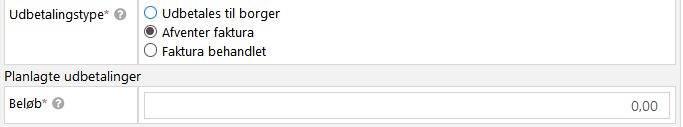 Udbetalingstype* ?
Udbetales til borger
Afventer faktura
Faktura behandlet
Planlagte udbetalinger
Beløb* ?
0,00